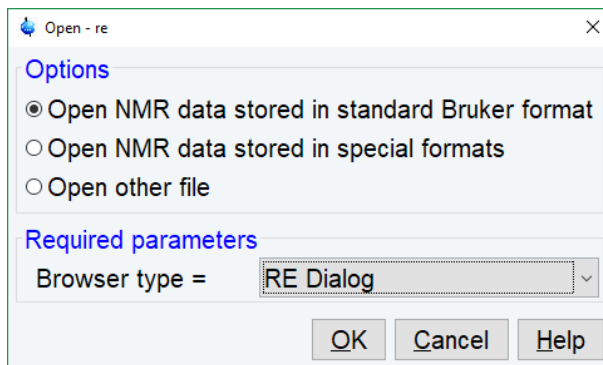 Open - re
Options
Open NMR data stored in standard Bruker format
Open NMR data stored in special formats
Open other file
Required parameters
Browser type = RE Dialog
OK Cancel Help